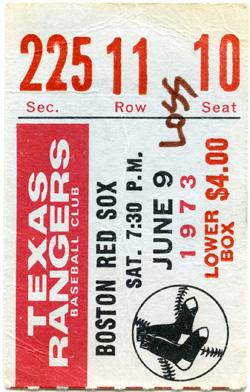 225 11 10
Sec. Row Seat
Loss
TEXAS
RANGERS
BASEBALL CLUB
BOSTON RED SOX
SAT. 7:30 P.M.
JUNE 9
1973
LOWER $4.00
BOX